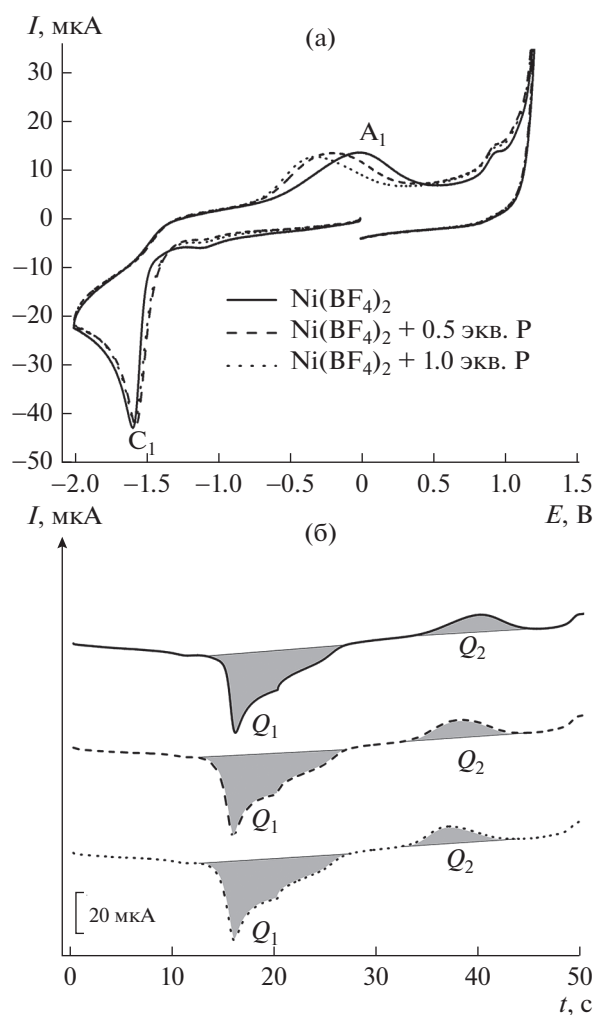 I, мкА
(а)
30
20
A₁
10
0
–10
Ni(BF₄)₂
–20
Ni(BF₄)₂ + 0.5 экв. P
–30
Ni(BF₄)₂ + 1.0 экв. P
–40
C₁
–50
–2.0 –1.5 –1.0 –0.5 0 0.5 1.0 1.5
E, В
I, мкА
(б)
Q₂
Q₁
Q₂
Q₁
Q₂
20 мкА
Q₁
0 10 20 30 40 50
t, с